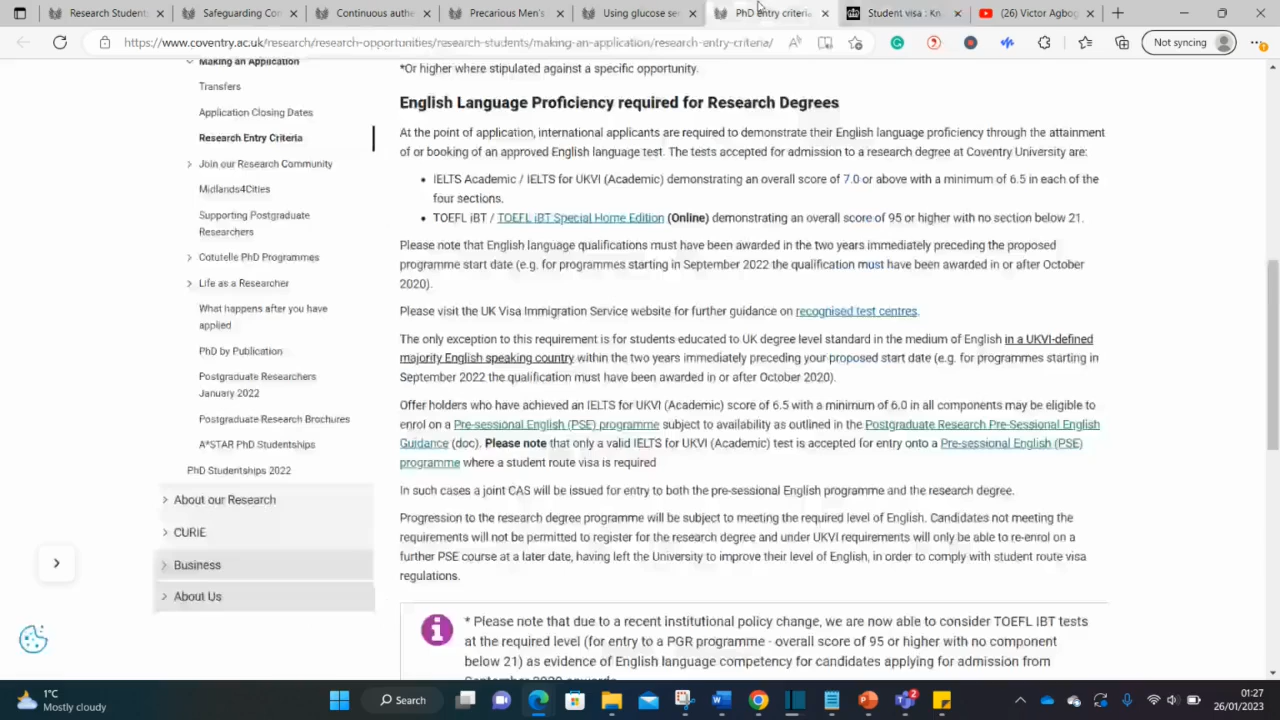 Research Student
Safeguarding Con
Continuous authe
Precarious Men's
Using glucose se
PhD Entry criteria
Student visa : Kn
(26) Victor Agbog
https://www.coventry.ac.uk/research/research-opportunities/research-students/making-an-application/research-entry-criteria/
Not syncing
Making an Application
Transfers
Application Closing Dates
Research Entry Criteria
Join our Research Community
Midlands4Cities
Supporting Postgraduate
Researchers
Cotutelle PhD Programmes
Life as a Researcher
What happens after you have
applied
PhD by Publication
Postgraduate Researchers
January 2022
Postgraduate Research Brochures
A*STAR PhD Studentships
PhD Studentships 2022
About our Research
CURIE
Business
About Us
*Or higher where stipulated against a specific opportunity.
English Language Proficiency required for Research Degrees
At the point of application, international applicants are required to demonstrate their English language proficiency through the attainment
of or booking of an approved English language test. The tests accepted for admission to a research degree at Coventry University are:
• IELTS Academic / IELTS for UKVI (Academic) demonstrating an overall score of 7.0 or above with a minimum of 6.5 in each of the
four sections.
• TOEFL iBT / TOEFL iBT Special Home Edition (Online) demonstrating an overall score of 95 or higher with no section below 21.
Please note that English language qualifications must have been awarded in the two years immediately preceding the proposed
programme start date (e.g. for programmes starting in September 2022 the qualification must have been awarded in or after October
2020).
Please visit the UK Visa Immigration Service website for further guidance on recognised test centres.
The only exception to this requirement is for students educated to UK degree level standard in the medium of English in a UKVI-defined
majority English speaking country within the two years immediately preceding your proposed start date (e.g. for programmes starting in
September 2022 the qualification must have been awarded in or after October 2020).
Offer holders who have achieved an IELTS for UKVI (Academic) score of 6.5 with a minimum of 6.0 in all components may be eligible to
enrol on a Pre-sessional English (PSE) programme subject to availability as outlined in the Postgraduate Research Pre-Sessional English
Guidance (doc). Please note that only a valid IELTS for UKVI (Academic) test is accepted for entry onto a Pre-sessional English (PSE)
programme where a student route visa is required
In such cases a joint CAS will be issued for entry to both the pre-sessional English programme and the research degree.
Progression to the research degree programme will be subject to meeting the required level of English. Candidates not meeting the
requirements will not be permitted to register for the research degree and under UKVI requirements will only be able to re-enrol on a
further PSE course at a later date, having left the University to improve their level of English, in order to comply with student route visa
regulations.
* Please note that due to a recent institutional policy change, we are now able to consider TOEFL IBT tests
at the required level (for entry to a PGR programme - overall score of 95 or higher with no component
below 21) as evidence of English language competency for candidates applying for admission from
September 2020 onwards
1°C
Mostly cloudy
Search
2
01:27
26/01/2023